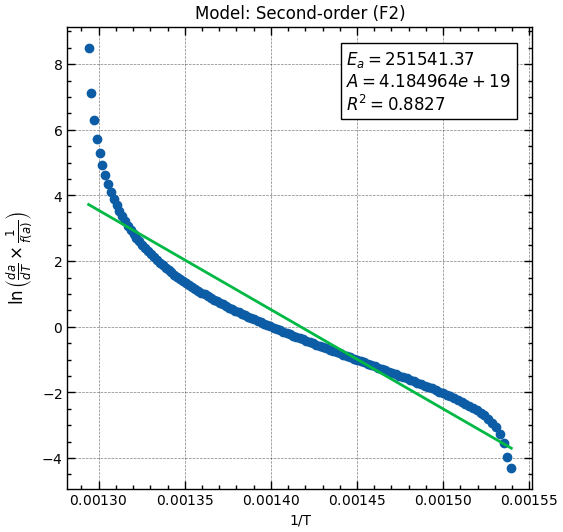 Model: Second-order (F2)
E_a = 251541.37
A = 4.184964e + 19
R² = 0.8827
8
6
4
2
0
−2
−4
ln (da/dT × 1/f(a))
0.00130 0.00135 0.00140 0.00145 0.00150 0.00155
1/T